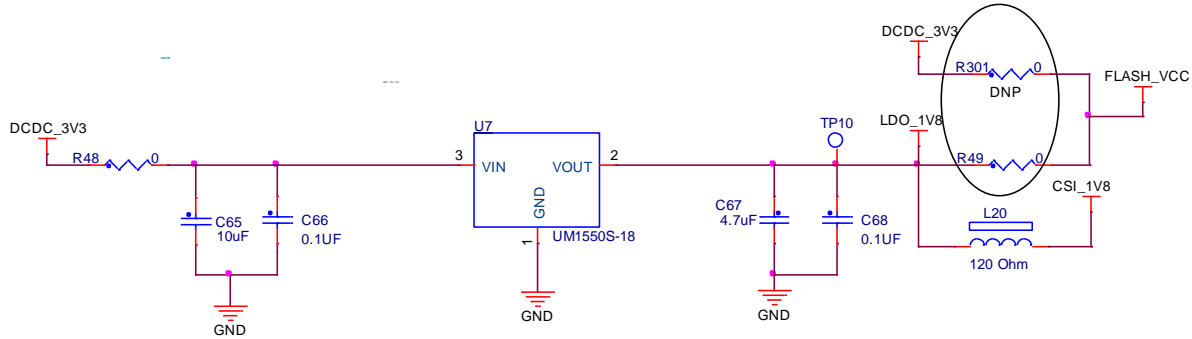 DCDC_3V3
R301
0
DNP
FLASH_VCC
DCDC_3V3
R48
0
U7
3
VIN
VOUT
2
GND
1
UM1550S-18
TP10
LDO_1V8
R49
0
CSI_1V8
L20
120 Ohm
C65
10uF
C66
0.1UF
C67
4.7uF
C68
0.1UF
GND
GND
GND